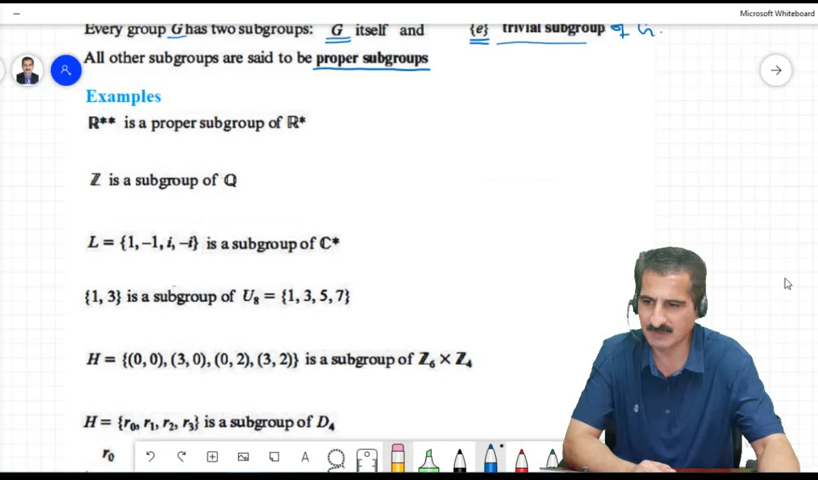 Microsoft Whiteboard
Every group G has two subgroups: G itself and {e} trivial subgroup of G.
All other subgroups are said to be proper subgroups
Examples
R** is a proper subgroup of ℝ*
ℤ is a subgroup of ℚ
L = {1, −1, i, −i} is a subgroup of ℂ*
{1, 3} is a subgroup of U₈ = {1, 3, 5, 7}
H = {(0, 0), (3, 0), (0, 2), (3, 2)} is a subgroup of Z₆ × Z₄
H = {r₀, r₁, r₂, r₃} is a subgroup of D₄
r₀